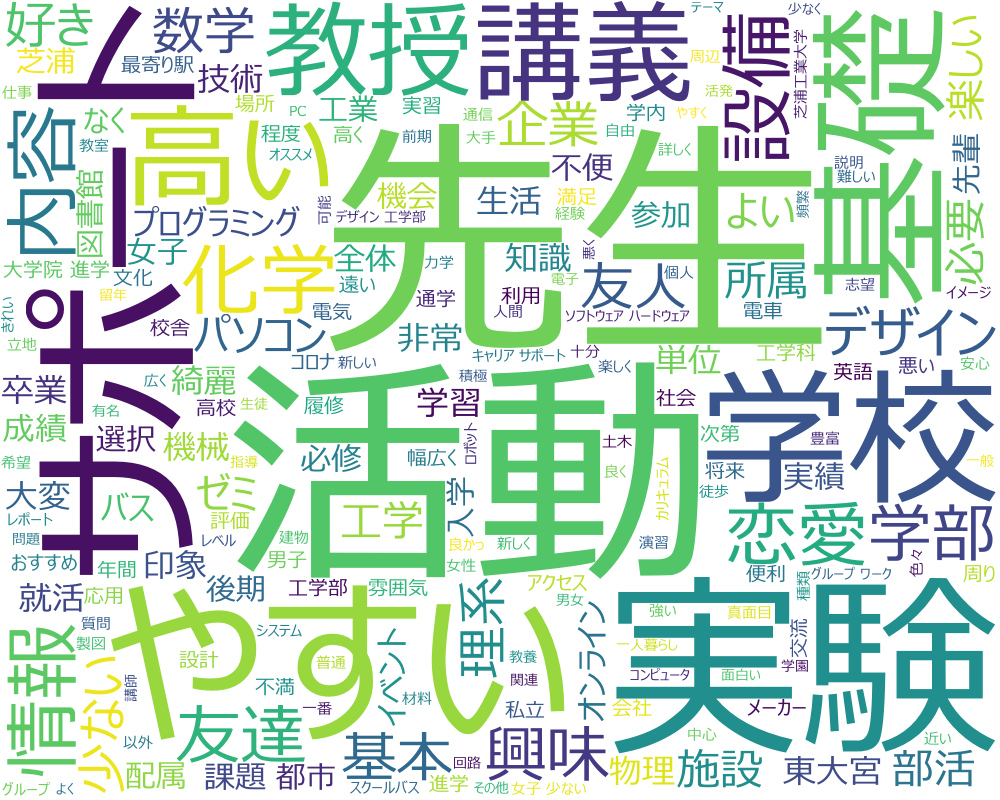 好き
芝浦
数学
最寄り駅
技術
教授
講義
テーマ
少なく
周辺
設備
芝浦工業大学
基礎
楽しい
仕事
サポート
教室
なく
内容
図書館
高い
場所
程度
オススメ
PC
高く
工業
前期
実習
通信
大手
企業
活発
自由
学内
やすく
詳しく
説明
難しい
頻繁
先輩
必要
先生
プログラミング
女子
文化
大学院 進学
機会
可能
デザイン 工学部
生活
不便
満足
経験
参加
よい
悪く
化学
全体
遠い
力学
知識
電子
友人
個人
所属
志望
イメージ
きれい
立地
留年
校舎
電気
通学
利用
人間
ソフトウェア ハードウェア
電車
デザイン
パソコン
コロナ
新しい
非常
キャリア サポート
十分
単位
工学科
英語
悪い
安心
卒業
広く
綺麗
積極
楽しく
有名
高校
生徒
履修
学習
社会
学校
成績
選択
機械
活動
必修
幅広く
ロボット
土木
良く
次第
豊富
一般
希望
指導
将来
実績
カリキュラム
徒歩
大変
バス
ゼミ
評価
入学
工学
恋愛
学部
レポート
問題
レベル
建物
良かっ
新しく
演習
色々
おすすめ
年間
印象
男子
女性
便利
グループ ワーク
周り
就活
応用
後期
工学部
雰囲気
アクセス
男女
種類
質問
製図
情報
やすい
システム
理系
オンライン
強い
真面目
交流
実験
設計
普通
イベント
教養
関連
一人暮らし
コンピュータ
学園
面白い
少ない
講師
友達
不満
一番
材料
私立
会社
メーカー
以外
中心
近い
配属
課題
都市
基本
回路
興味
物理
施設
東大宮
部活
グループ
よく
スクールバス
進学
その他
女子 少ない